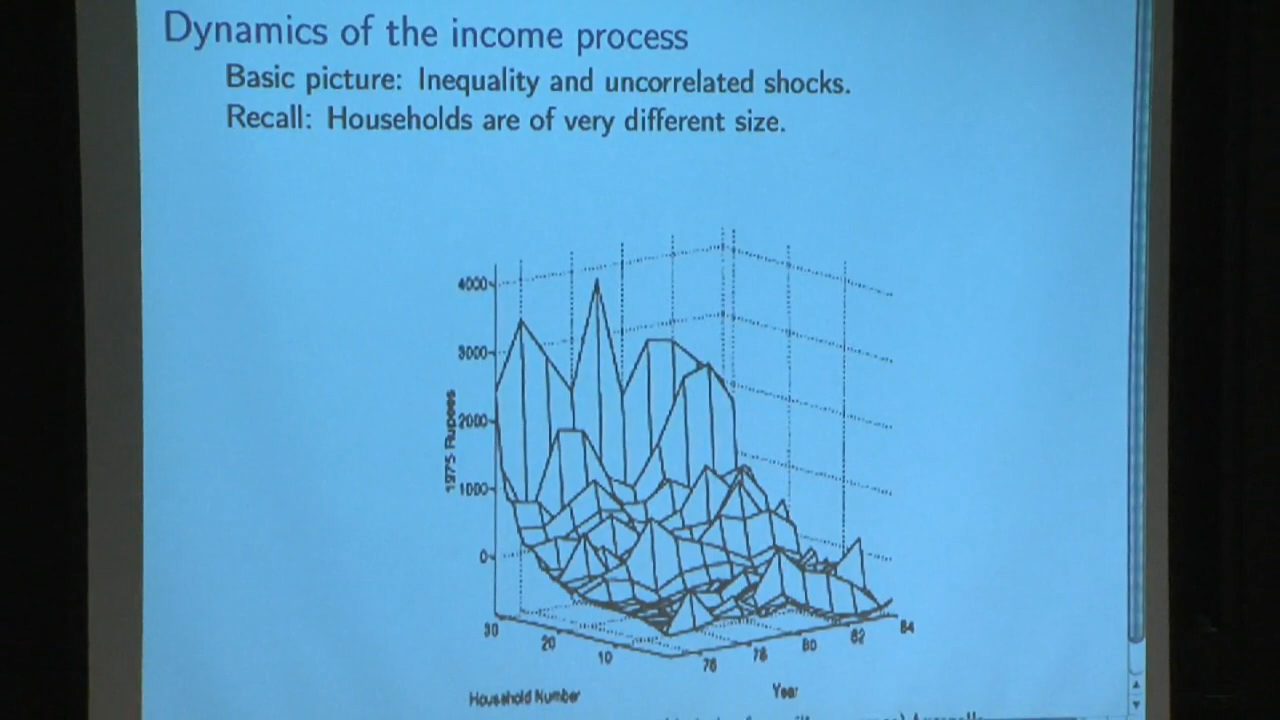 Dynamics of the income process
Basic picture: Inequality and uncorrelated shocks.
Recall: Households are of very different size.
4000
3000
2000
1000
0
1975 Rupees
30
20
10
76
78
80
82
84
Household Number
Year